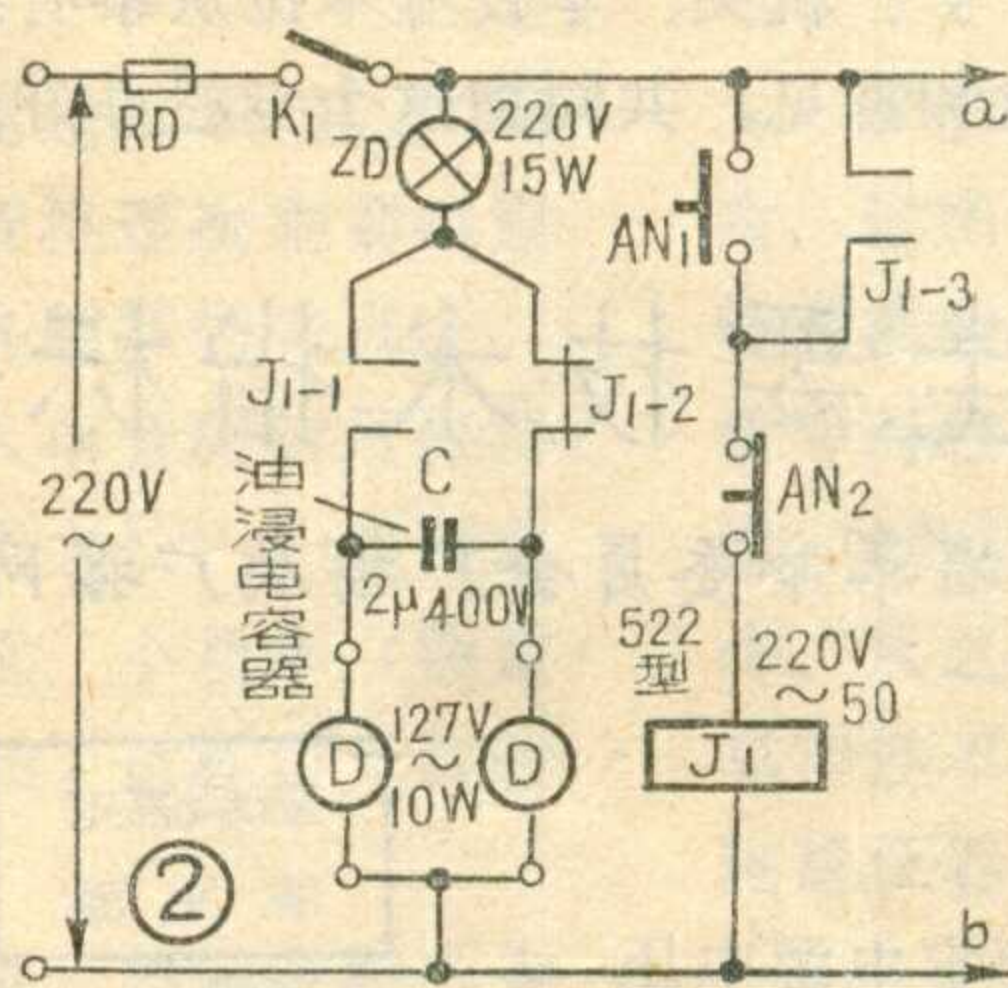 RD
K₁
ZD
220V
15W
a
AN₁
J₁-₃
J₁-₁
J₁-₂
220V
~
油浸电容器
C
2μ400V
AN₂
522
型
220V
~50
D
127V
~
10W
D
J₁
②
b